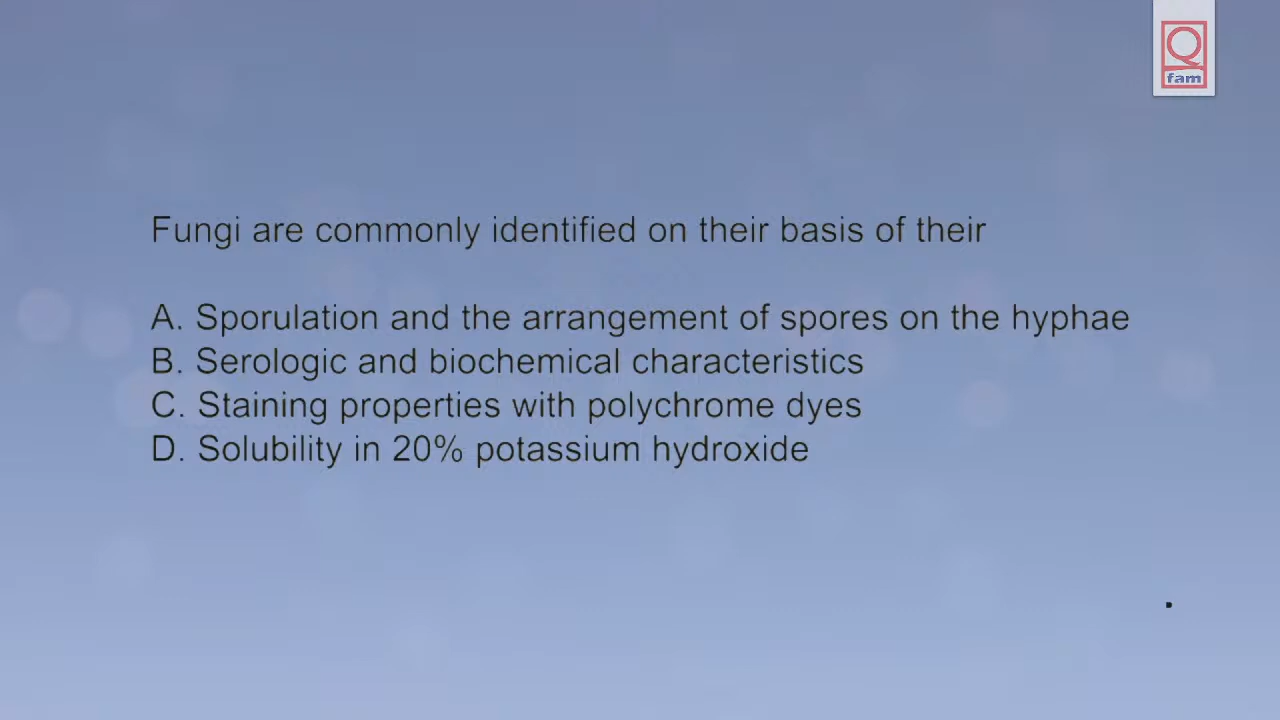 Q
fam
Fungi are commonly identified on their basis of their
A. Sporulation and the arrangement of spores on the hyphae
B. Serologic and biochemical characteristics
C. Staining properties with polychrome dyes
D. Solubility in 20% potassium hydroxide